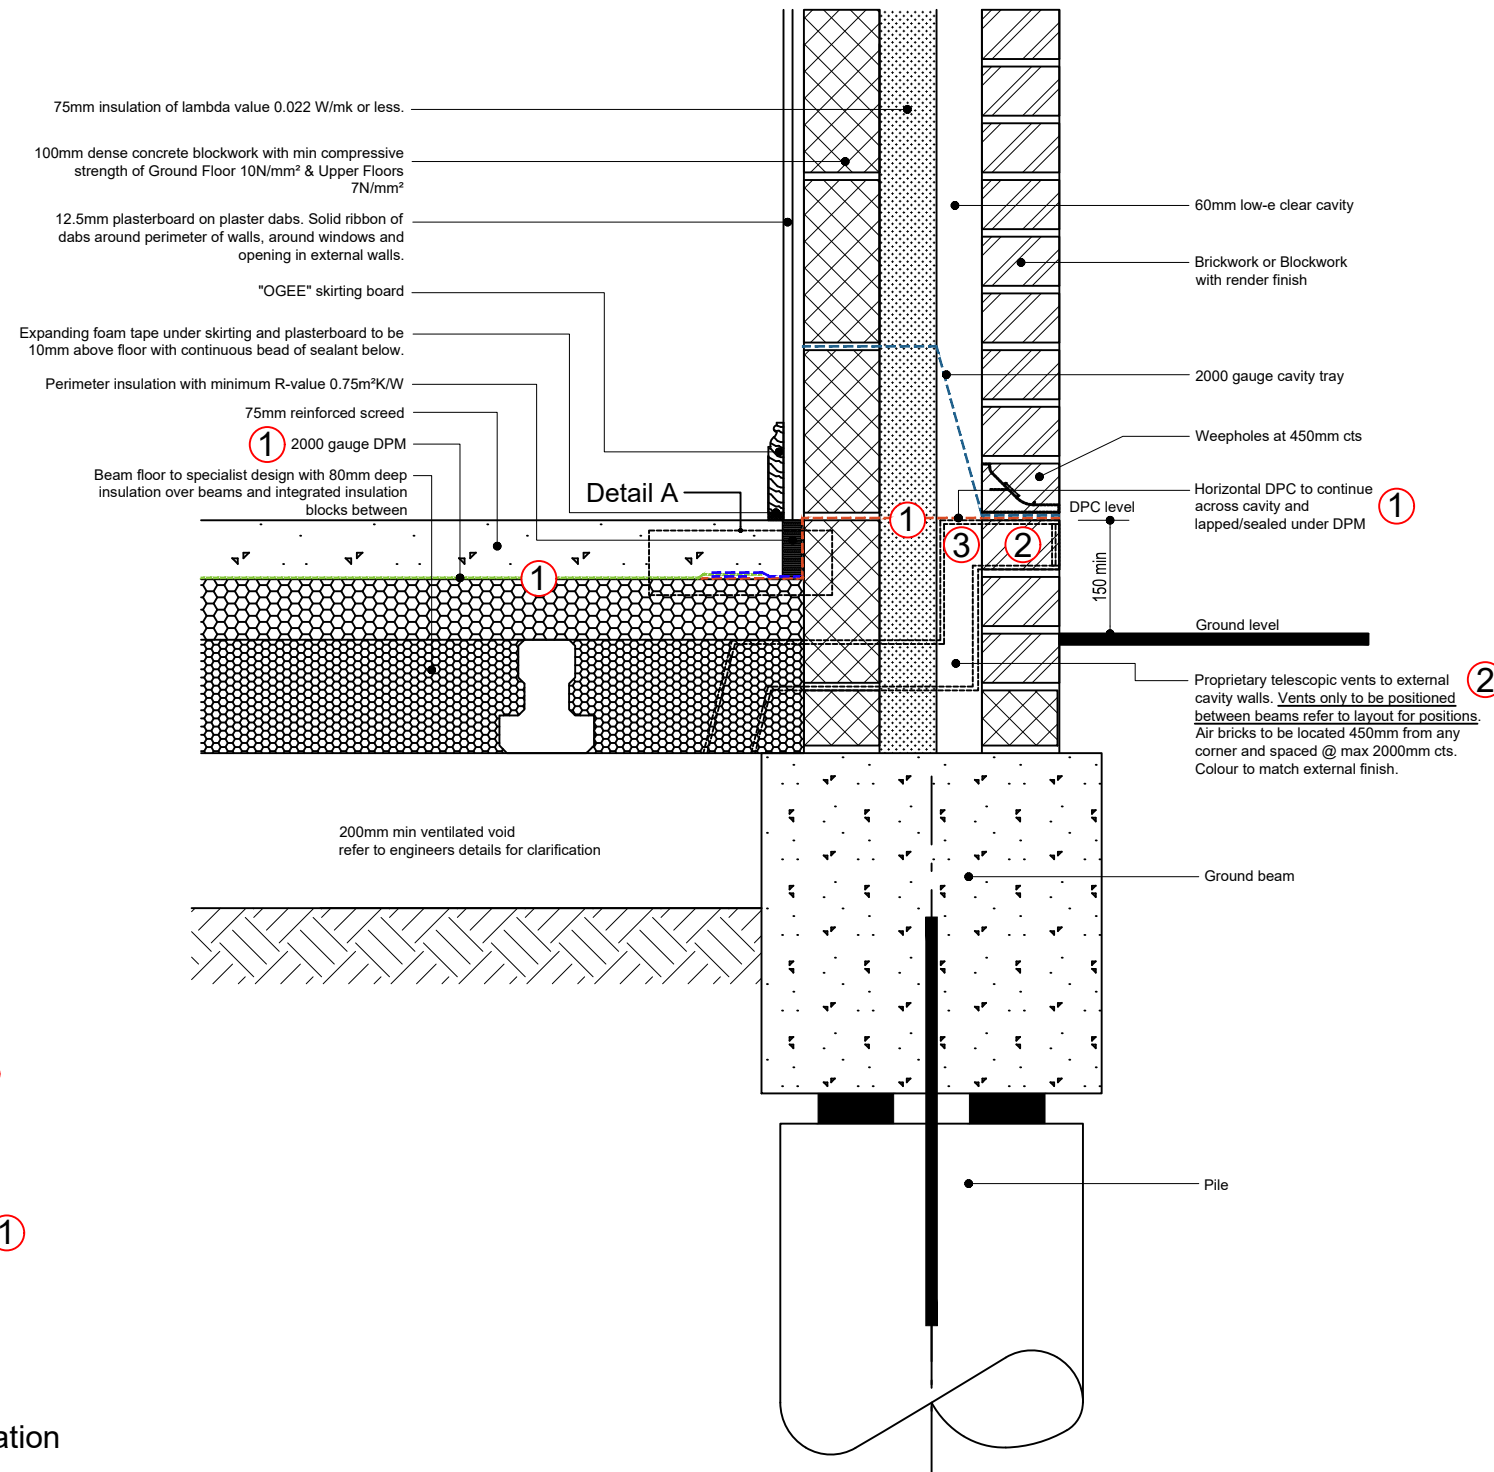 75mm insulation of lambda value 0.022 W/mk or less.
100mm dense concrete blockwork with min compressive
strength of Ground Floor 10N/mm² & Upper Floors
7N/mm²
12.5mm plasterboard on plaster dabs. Solid ribbon of
dabs around perimeter of walls, around windows and
opening in external walls.
"OGEE" skirting board
Expanding foam tape under skirting and plasterboard to be
10mm above floor with continuous bead of sealant below.
Perimeter insulation with minimum R-value 0.75m²K/W
75mm reinforced screed
1 2000 gauge DPM
Beam floor to specialist design with 80mm deep
insulation over beams and integrated insulation
blocks between
Detail A
1
1
3
2
60mm low-e clear cavity
Brickwork or Blockwork
with render finish
2000 gauge cavity tray
Weepholes at 450mm cts
Horizontal DPC to continue
across cavity and
lapped/sealed under DPM
1
DPC level
150 min
Ground level
Proprietary telescopic vents to external
cavity walls. Vents only to be positioned
between beams refer to layout for positions.
Air bricks to be located 450mm from any
corner and spaced @ max 2000mm cts.
Colour to match external finish.
2
200mm min ventilated void
refer to engineers details for clarification
Ground beam
Pile
1
ation